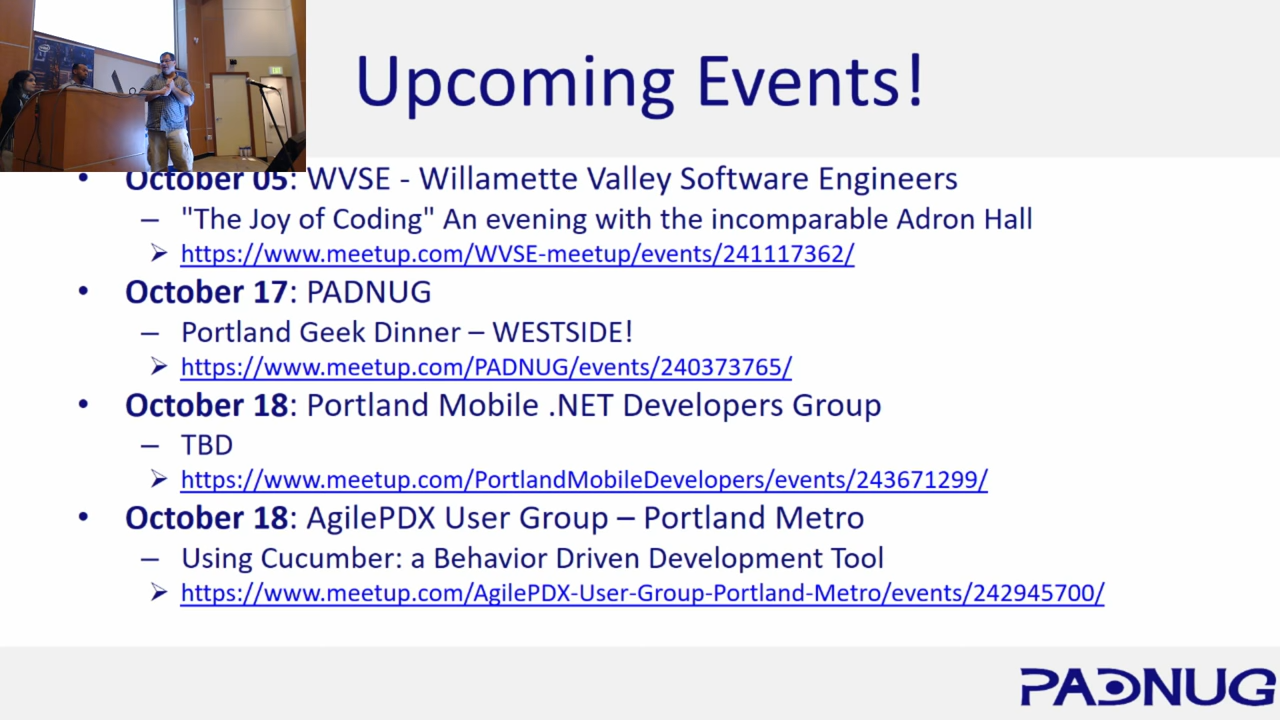 Upcoming Events!
• October 05: WVSE - Willamette Valley Software Engineers
– "The Joy of Coding" An evening with the incomparable Adron Hall
➢ https://www.meetup.com/WVSE-meetup/events/241117362/
• October 17: PADNUG
– Portland Geek Dinner – WESTSIDE!
➢ https://www.meetup.com/PADNUG/events/240373765/
• October 18: Portland Mobile .NET Developers Group
– TBD
➢ https://www.meetup.com/PortlandMobileDevelopers/events/243671299/
• October 18: AgilePDX User Group – Portland Metro
– Using Cucumber: a Behavior Driven Development Tool
➢ https://www.meetup.com/AgilePDX-User-Group-Portland-Metro/events/242945700/
PADNUG